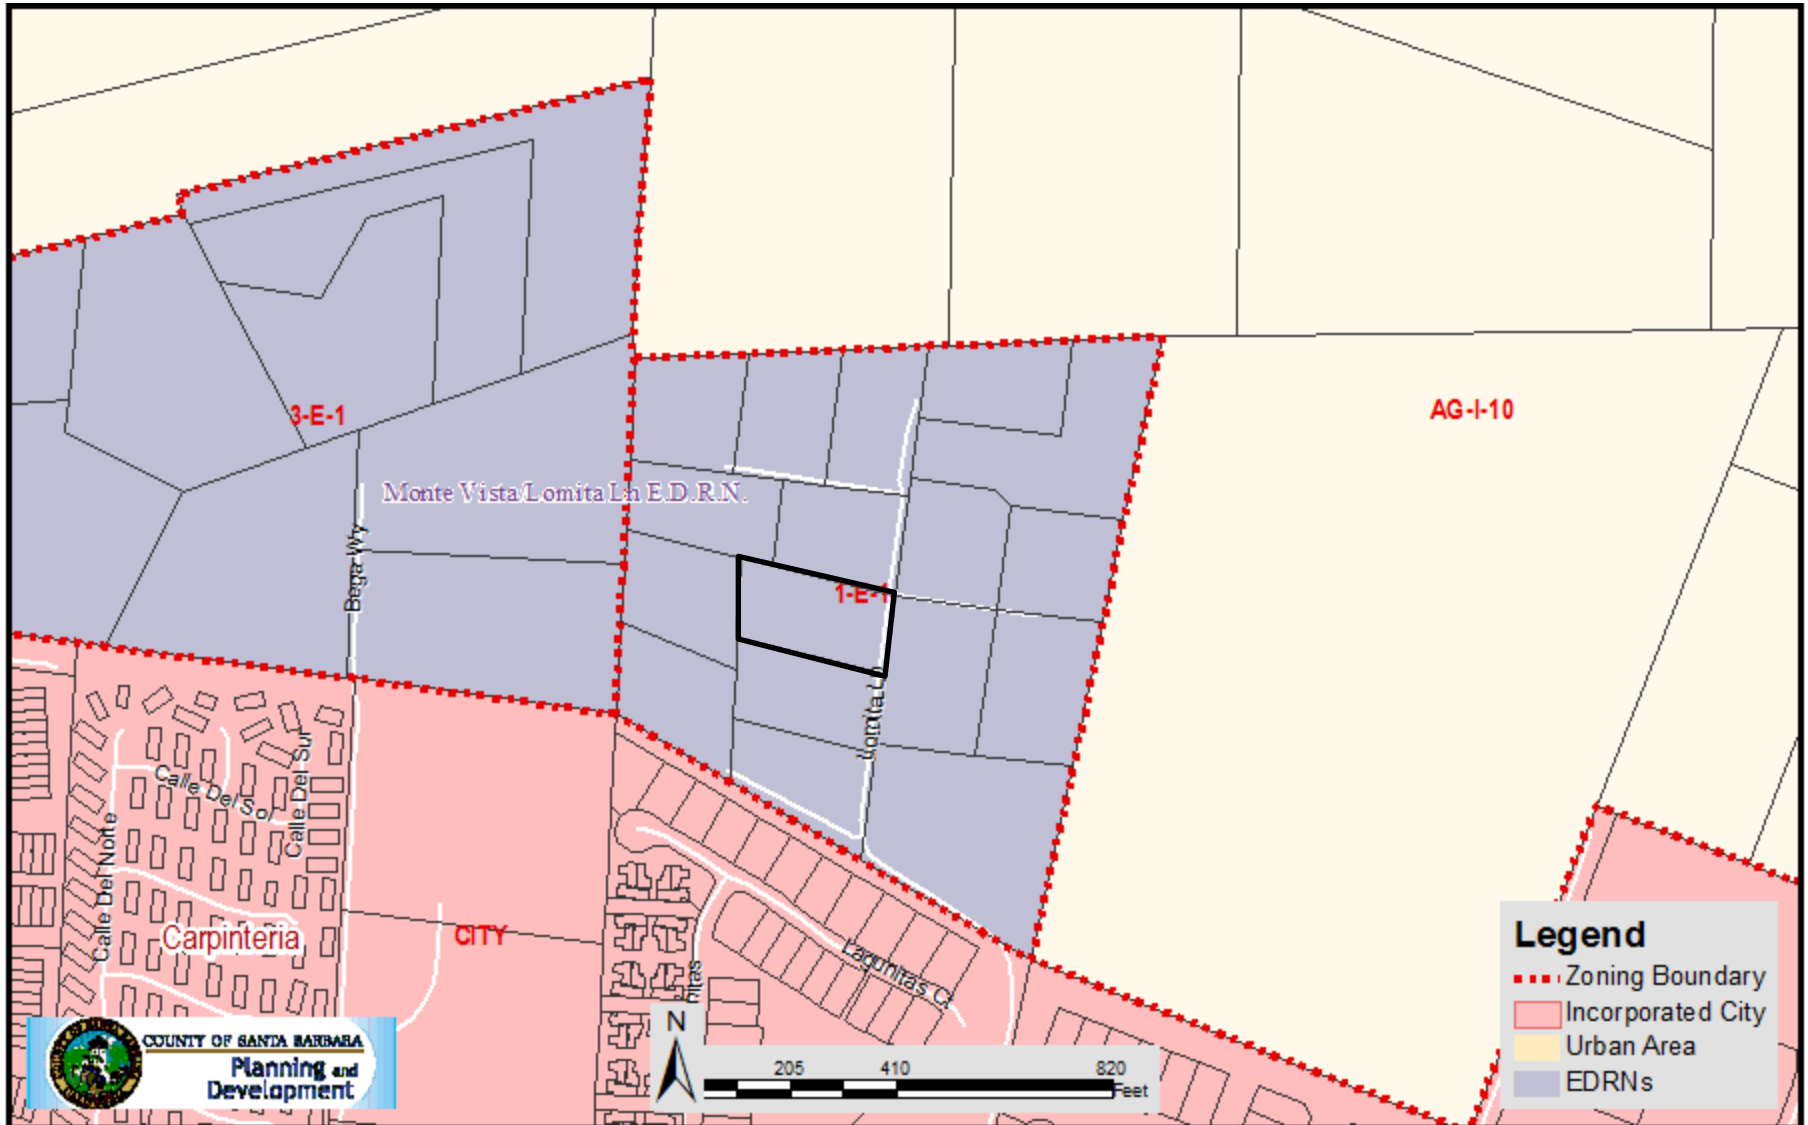 3-E-1
AG-I-10
Monte Vista/Lomita Ln E.D.R.N.
Bega Wy
1-E-1
Lomita Ln
Calle Del Sol
Calle Del Sur
Calle Del Norte
Carpinteria
CITY
Lagunitas Ct
nitas
Legend
Zoning Boundary
Incorporated City
Urban Area
EDRNs
COUNTY OF SANTA BARBARA
Planning and
Development
N
205 410 820
Feet